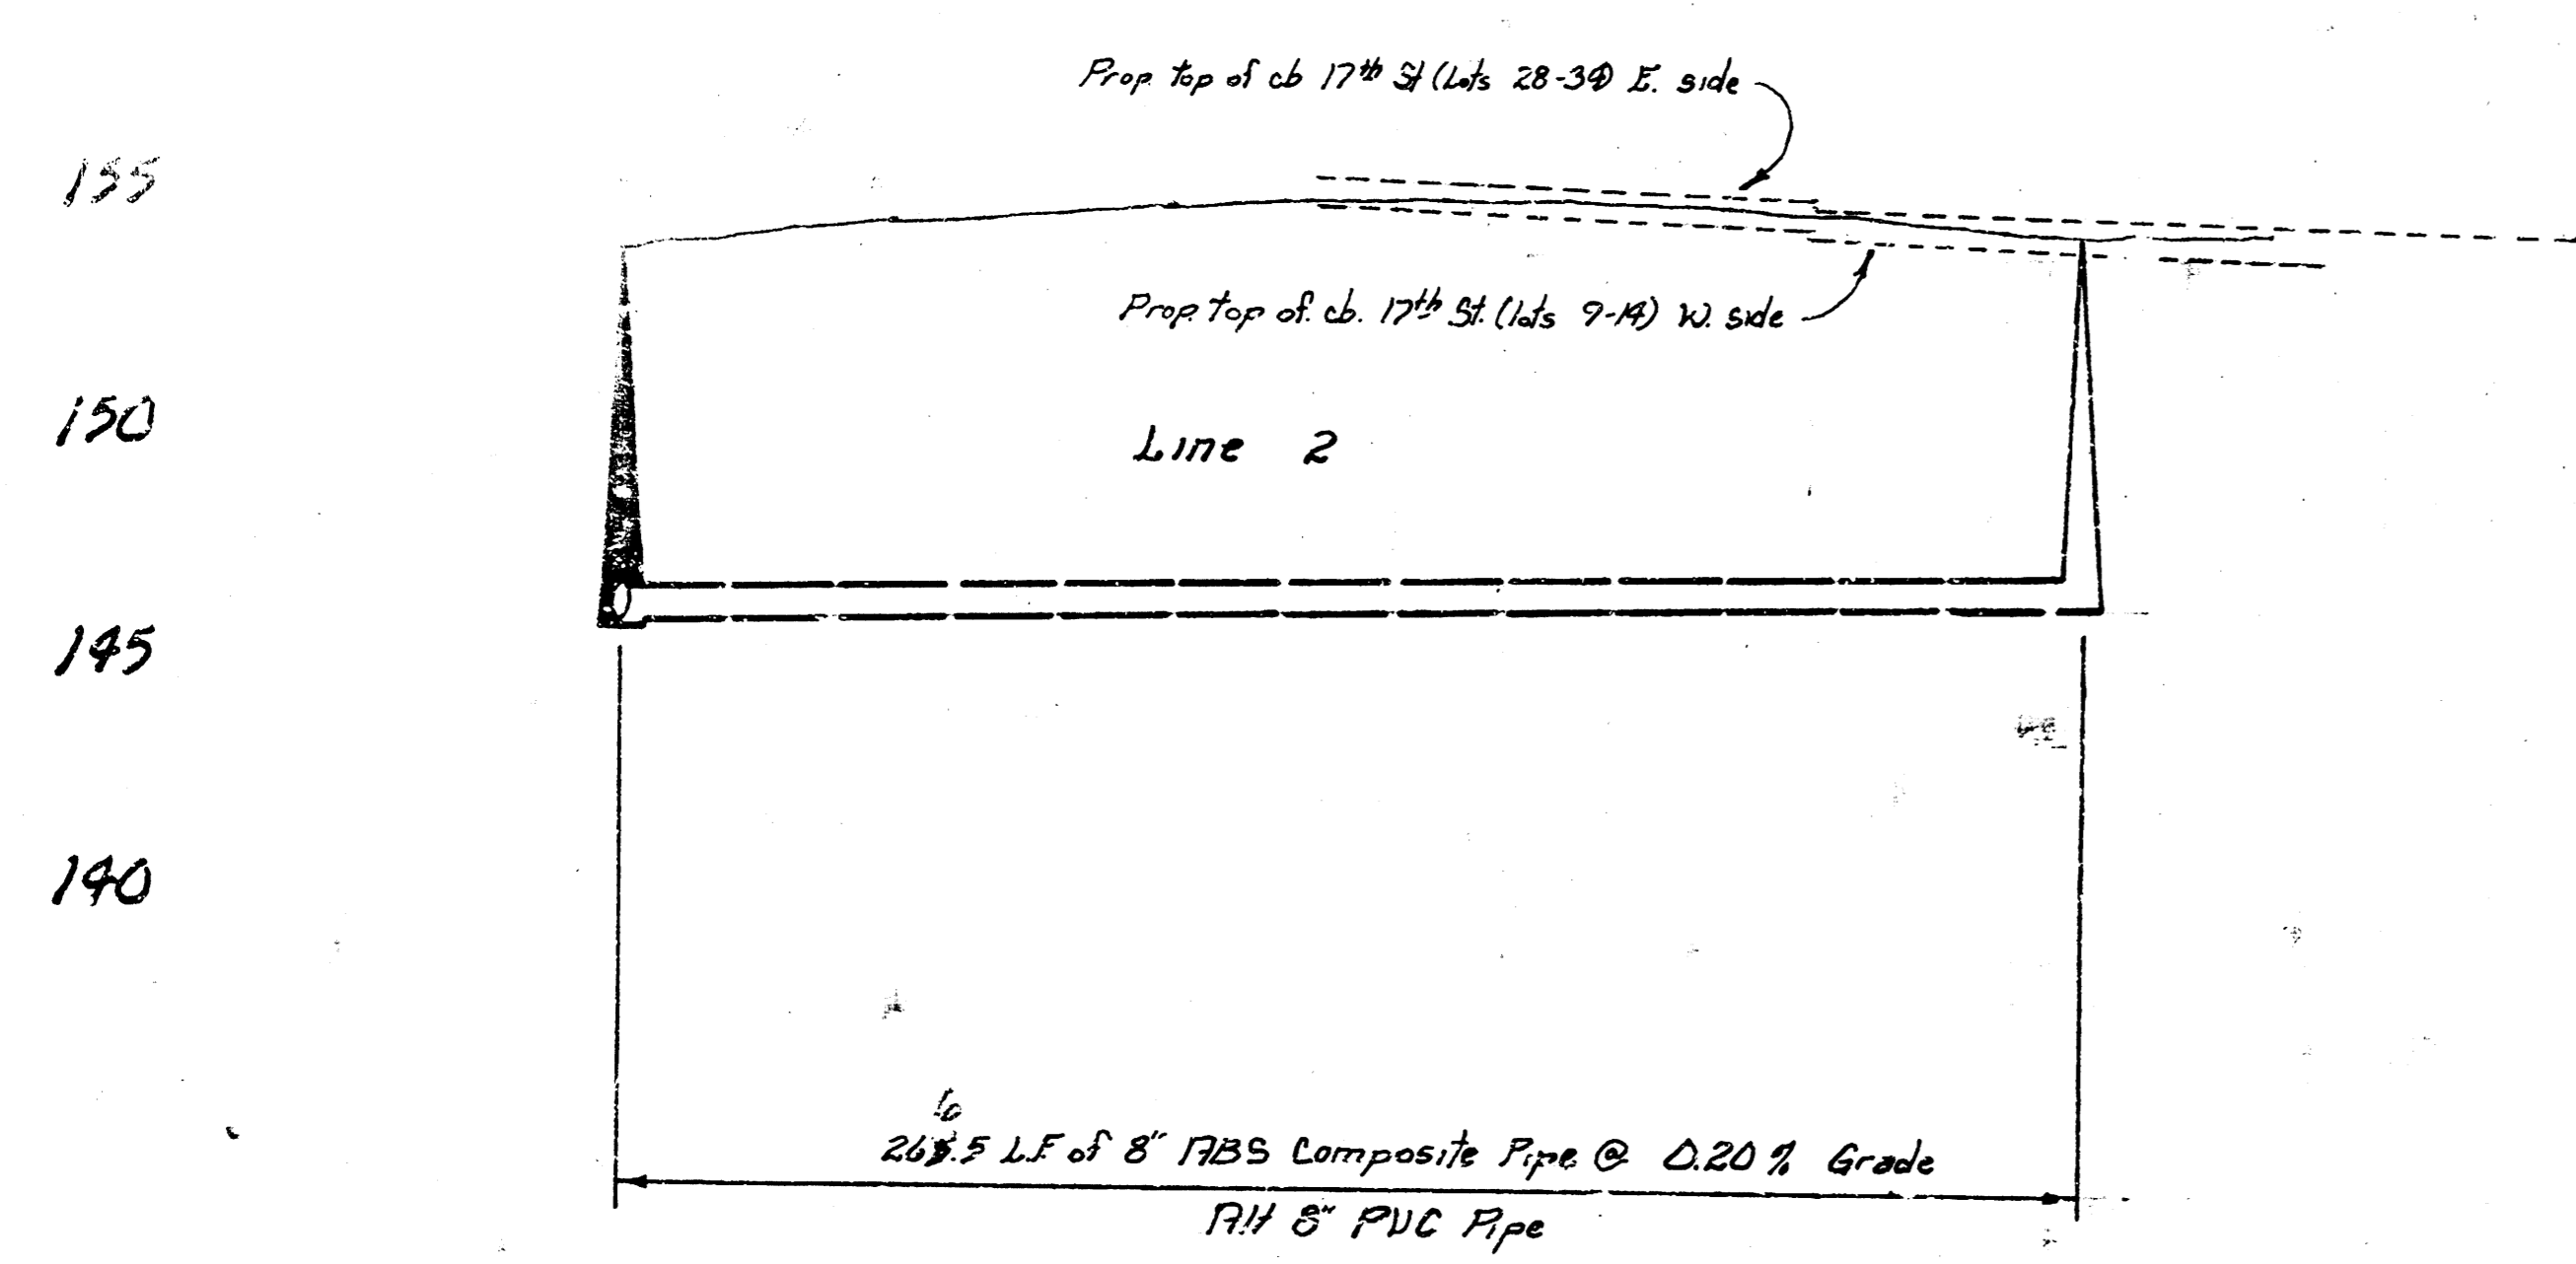 Prop. top of cb 17th St (Lots 28-34) E. side
155
Prop. top of cb. 17th St. (lots 9-14) W. side
150
Line 2
145
140
6
265.5 L.F. of 8" ABS Composite Pipe @ 0.20% Grade
Alt 8" PVC Pipe